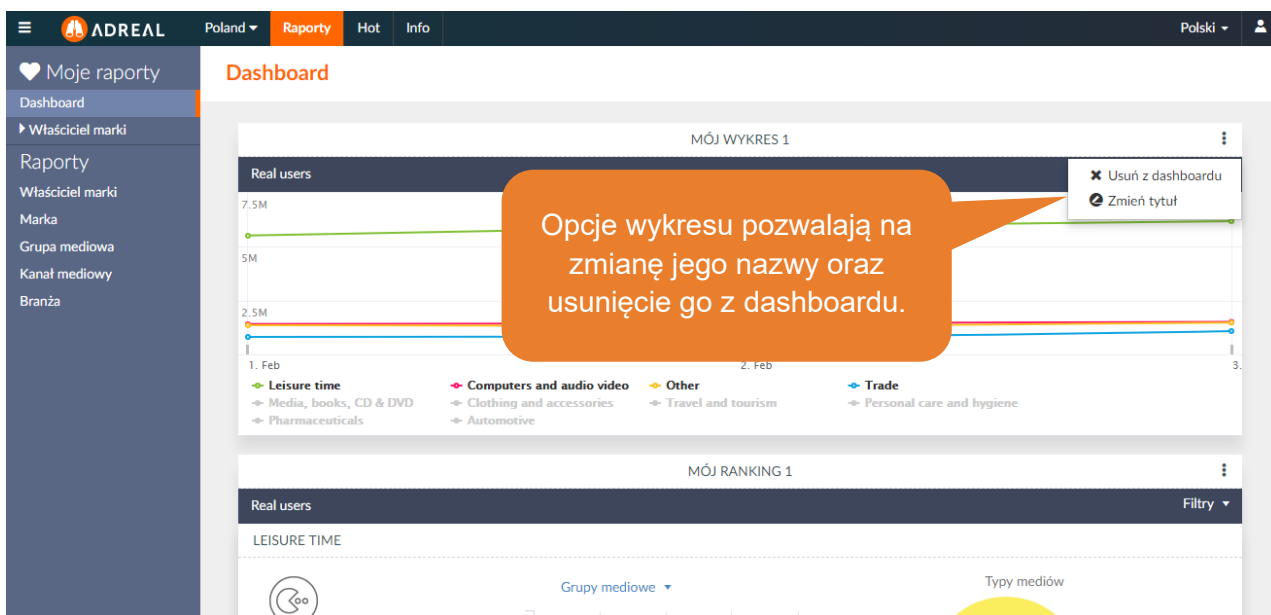 ADREAL
Poland
Raporty
Hot
Info
Polski
Moje raporty
Dashboard
Właściciel marki
Raporty
Właściciel marki
Marka
Grupa mediowa
Kanał mediowy
Branża
Dashboard
MÓJ WYKRES 1
Real users
Usuń z dashboardu
Zmień tytuł
Opcje wykresu pozwalają na
zmianę jego nazwy oraz
usunięcie go z dashboardu.
7.5M
5M
2.5M
1. Feb
2. Feb
3.
Leisure time
Computers and audio video
Other
Trade
Media, books, CD & DVD
Clothing and accessories
Travel and tourism
Personal care and hygiene
Pharmaceuticals
Automotive
MÓJ RANKING 1
Real users
Filtry
LEISURE TIME
Grupy mediowe
Typy mediów